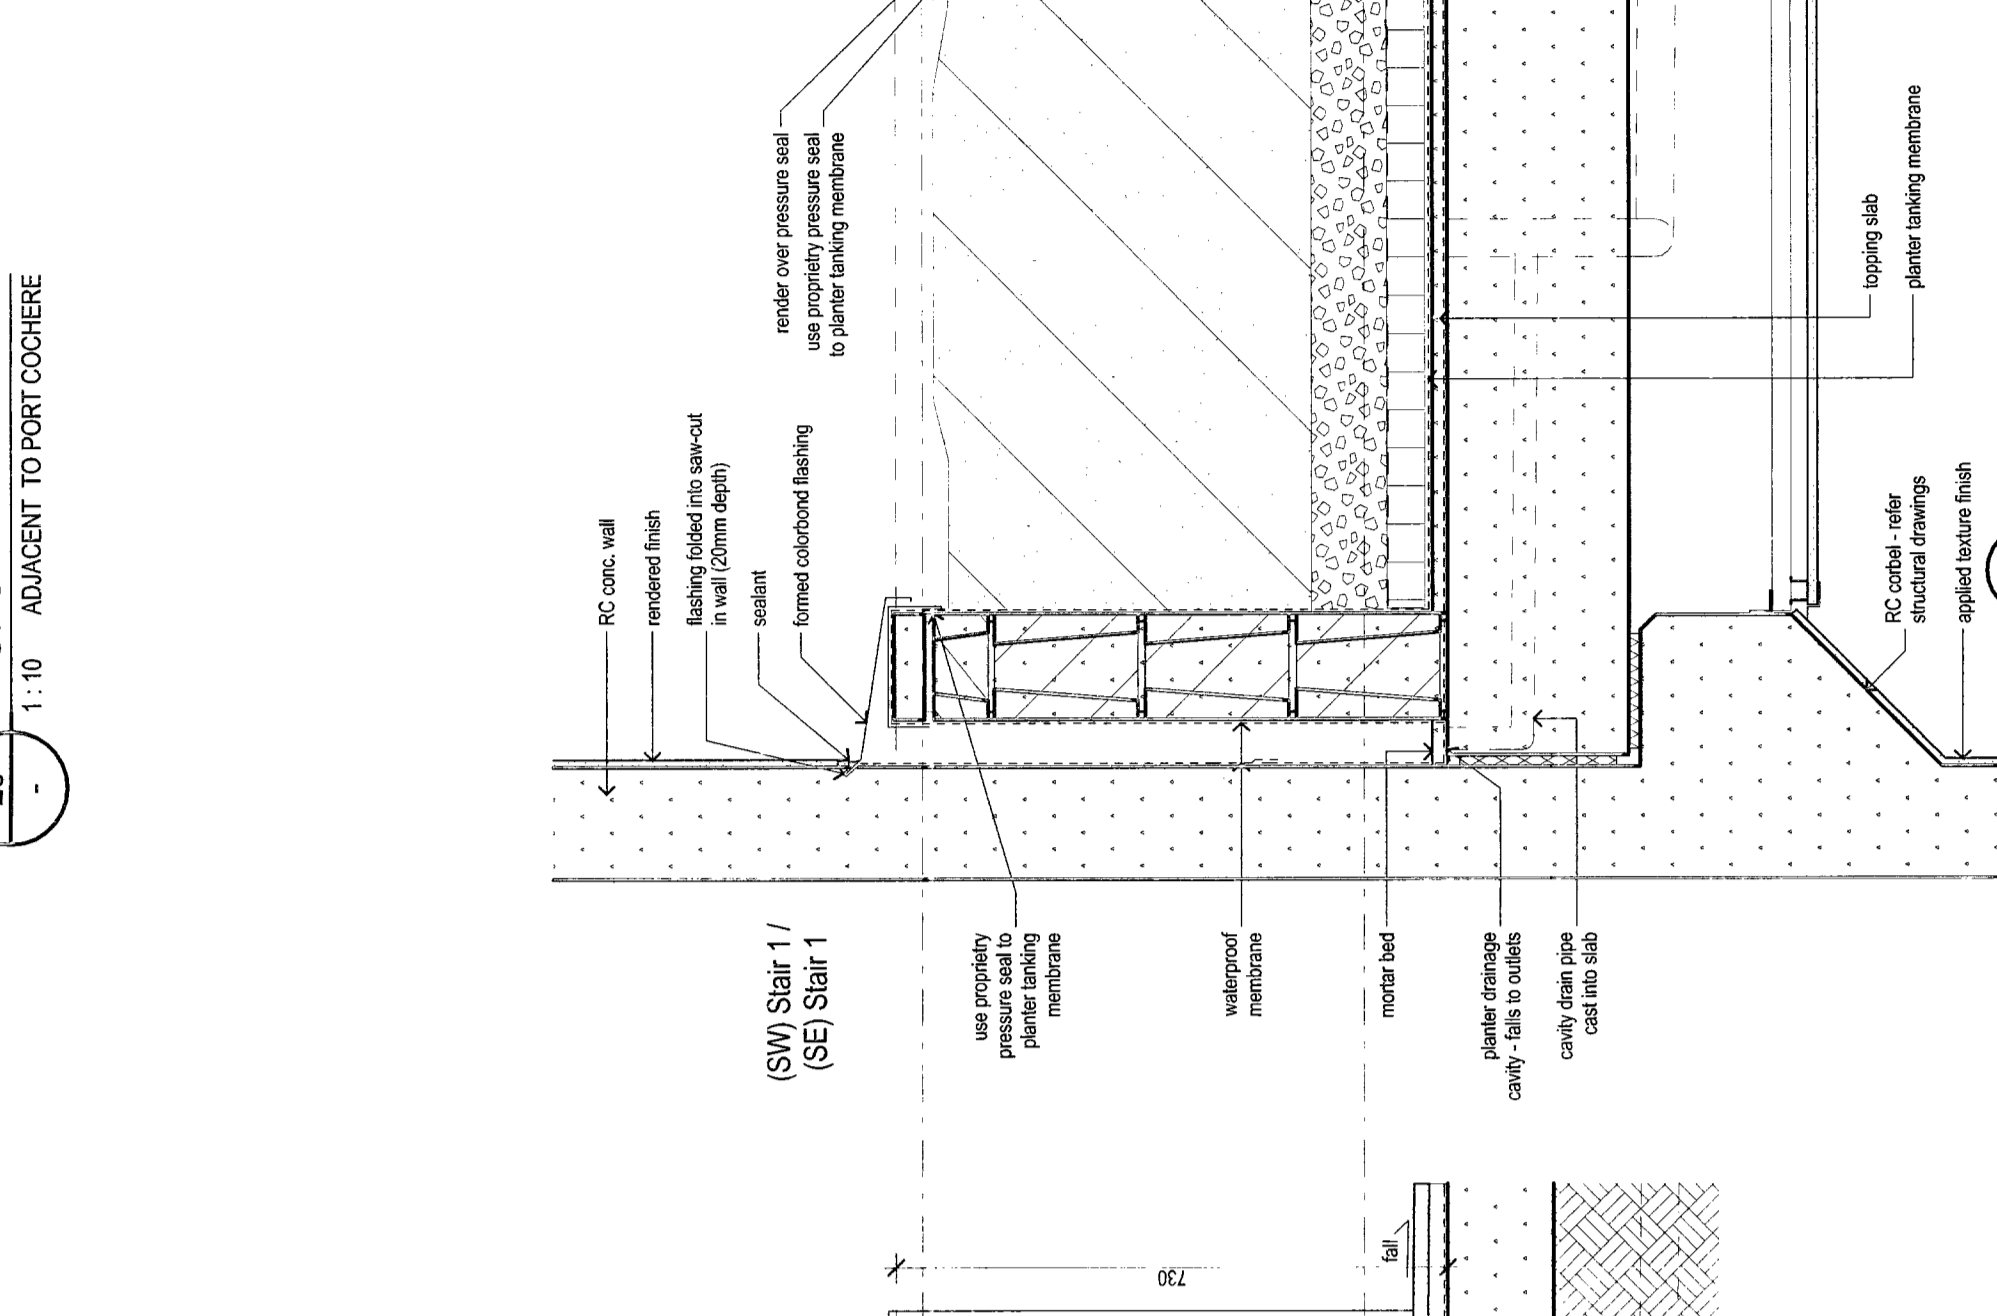 1 : 10 ADJACENT TO PORT COCHERE
-
RC conc. wall
rendered finish
flashing folded into saw-cut
in wall (20mm depth)
sealant
formed colorbond flashing
render over pressure seal
use proprietry pressure seal
to planter tanking membrane
topping slab
planter tanking membrane
RC corbel - refer
structural drawings
applied texture finish
(SW) Stair 1 /
(SE) Stair 1
use proprietry
pressure seal to
planter tanking
membrane
waterproof
membrane
mortar bed
planter drainage
cavity - falls to outlets
cavity drain pipe
cast into slab
730
fall